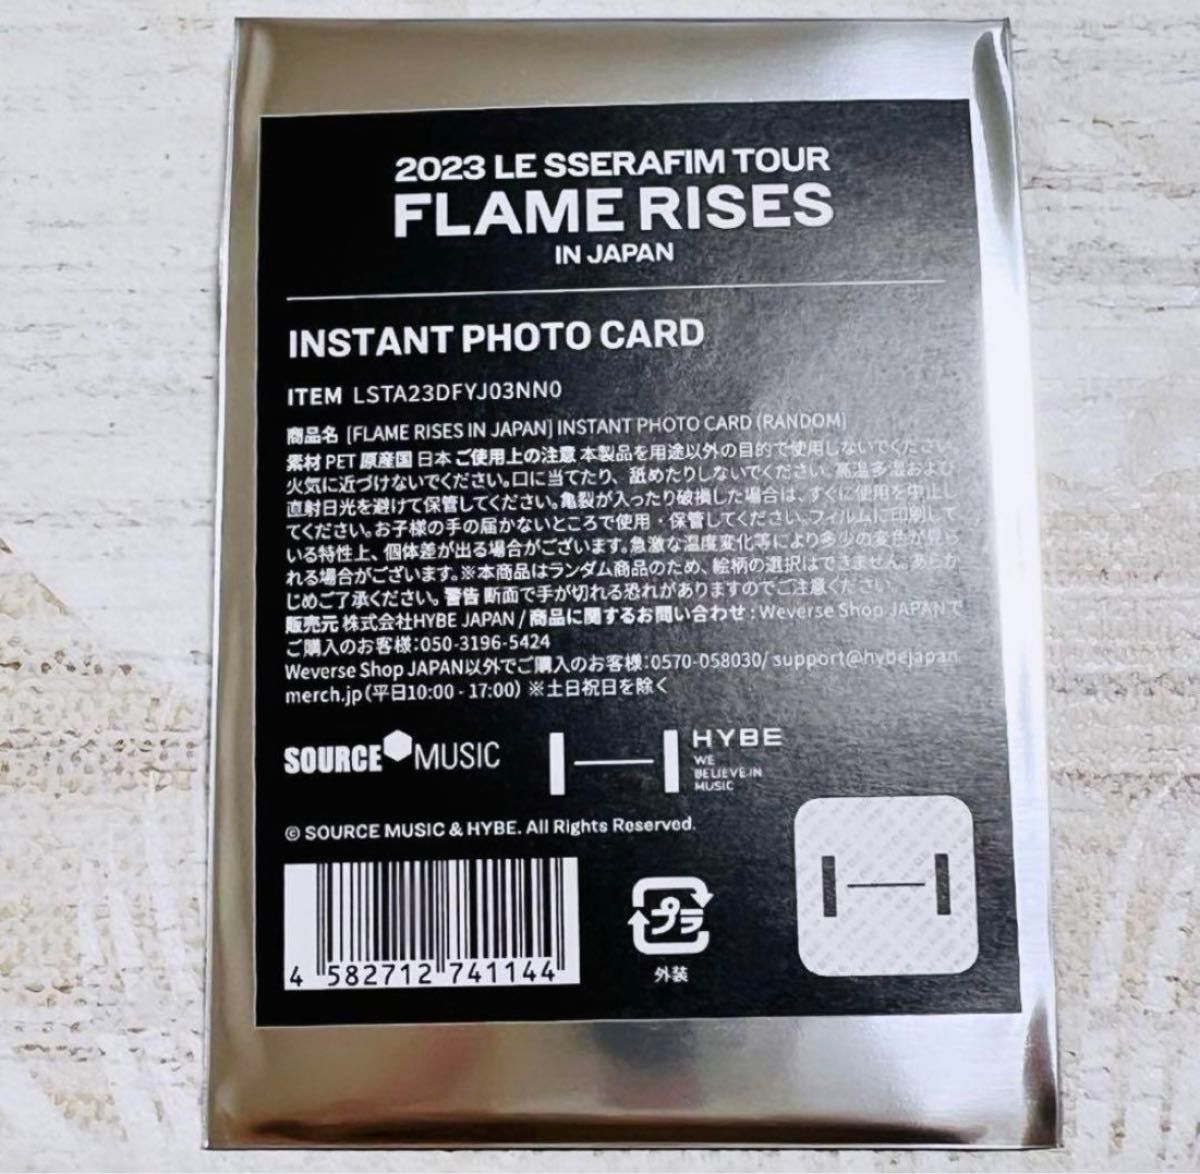 2023 LE SSERAFIM TOUR
FLAME RISES
IN JAPAN
INSTANT PHOTO CARD
ITEM LSTA23DFYJ03NN0
商品名 [FLAME RISES IN JAPAN] INSTANT PHOTO CARD (RANDOM)
素材 PET 原産国 日本 ご使用上の注意 本製品を用途以外の目的で使用しないでください。
火気に近づけないでください。口に当てたり、舐めたりしないでください。高温多湿および
直射日光を避けて保管してください。亀裂が入ったり破損した場合は、すぐに使用を中止し
てください。お子様の手の届かないところで使用・保管してください。フィルムに印刷して
いる特性上、個体差が出る場合がございます。急激な温度変化等により多少の変色が見ら
れる場合がございます。※本商品はランダム商品のため、絵柄の選択はできません。あらか
じめご了承ください。警告 断面で手が切れる恐れがありますのでご注意ください。
販売元 株式会社HYBE JAPAN / 商品に関するお問い合わせ : Weverse Shop JAPANで
ご購入のお客様：050-3196-5424
Weverse Shop JAPAN以外でご購入のお客様：0570-058030/ support@hybejapan
merch.jp（平日10:00 - 17:00） ※土日祝日を除く
SOURCE MUSIC
HYBE
WE
BELIEVE IN
MUSIC
© SOURCE MUSIC & HYBE. All Rights Reserved.
4 582712 741144
プラ
外装